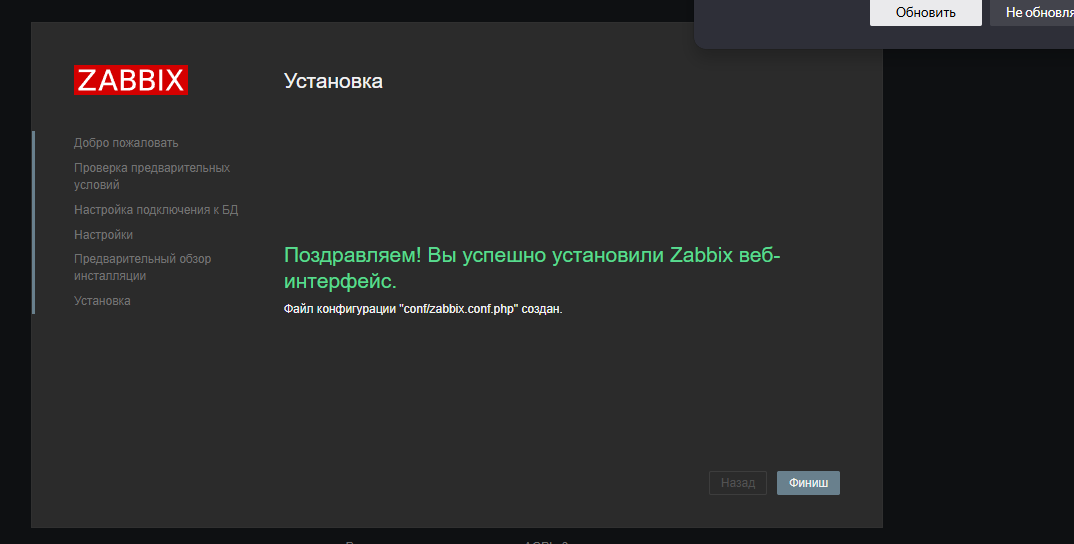 Обновить
Не обновля
ZABBIX
Установка
Добро пожаловать
Проверка предварительных
условий
Настройка подключения к БД
Настройки
Предварительный обзор
инсталляции
Установка
Поздравляем! Вы успешно установили Zabbix веб-
интерфейс.
Файл конфигурации "conf/zabbix.conf.php" создан.
Назад
Финиш